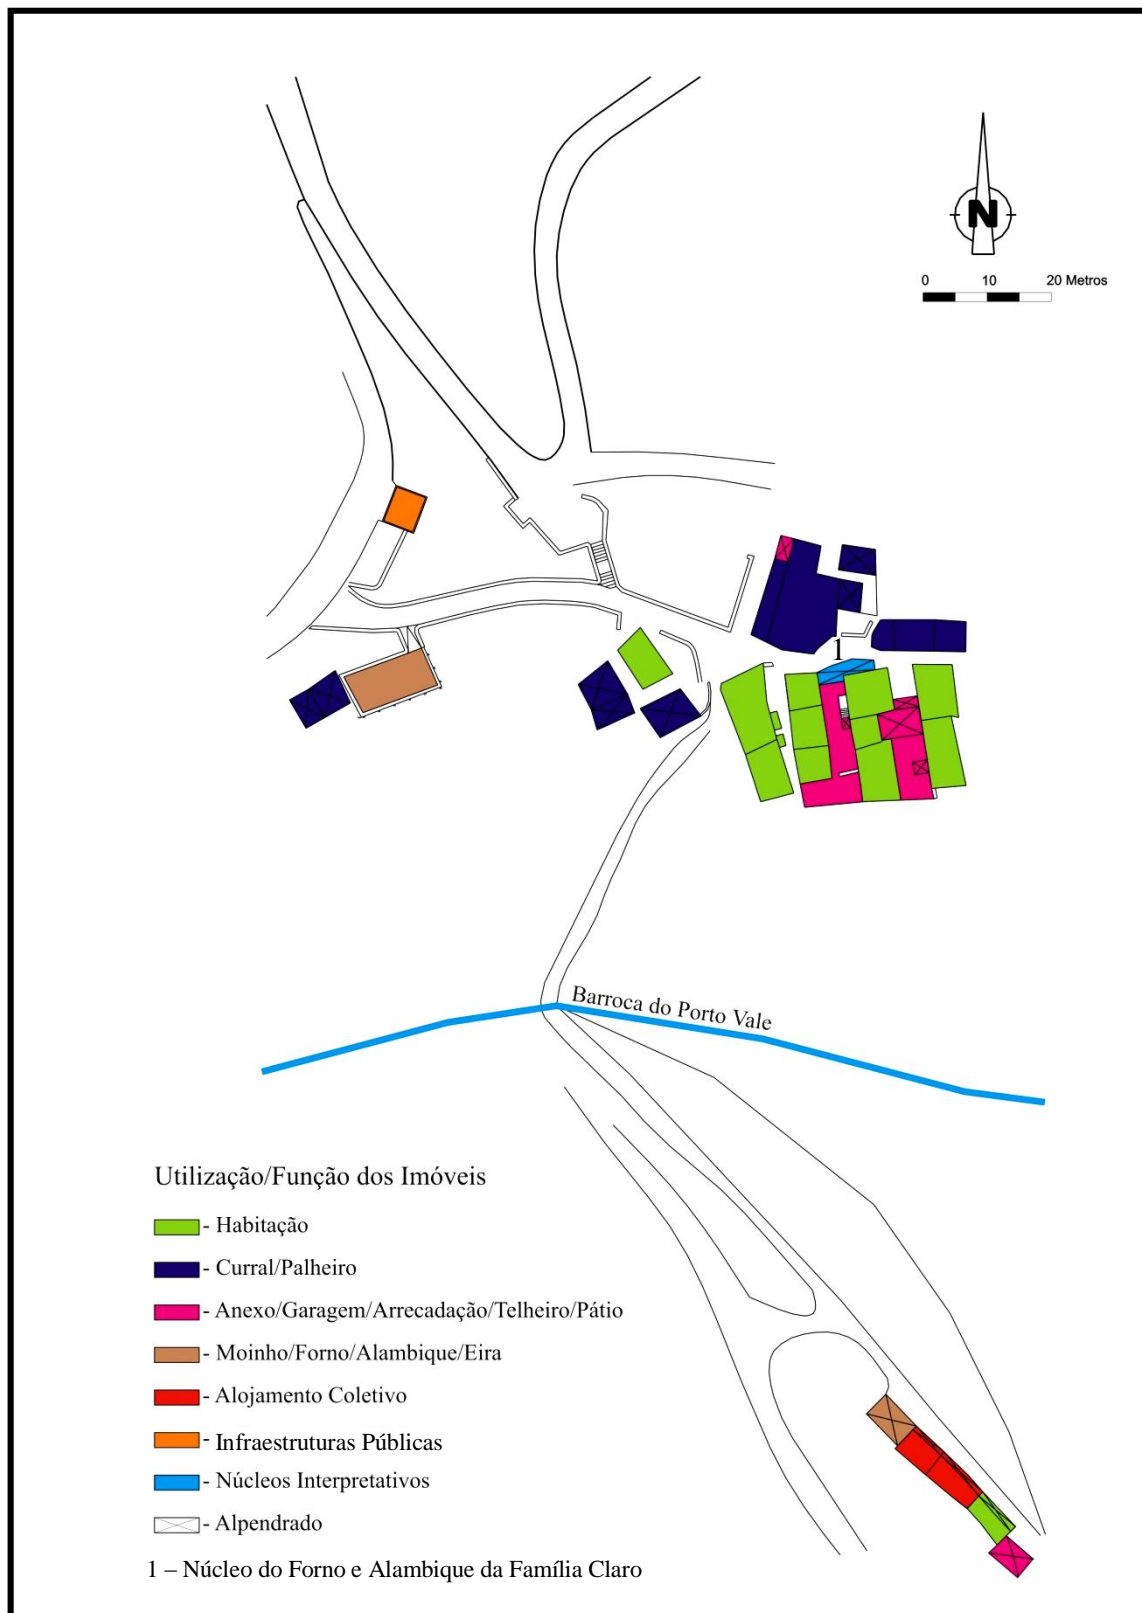 N
0 10 20 Metros
1
Barroca do Porto Vale
Utilização/Função dos Imóveis
- Habitação
- Curral/Palheiro
- Anexo/Garagem/Arrecadação/Telheiro/Pátio
- Moinho/Forno/Alambique/Eira
- Alojamento Coletivo
- Infraestruturas Públicas
- Núcleos Interpretativos
- Alpendrado
1 – Núcleo do Forno e Alambique da Família Claro